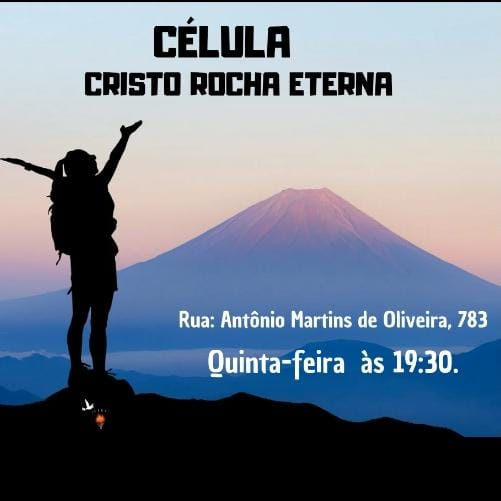 CÉLULA
CRISTO ROCHA ETERNA
Rua: Antônio Martins de Oliveira, 783
Quinta-feira às 19:30.